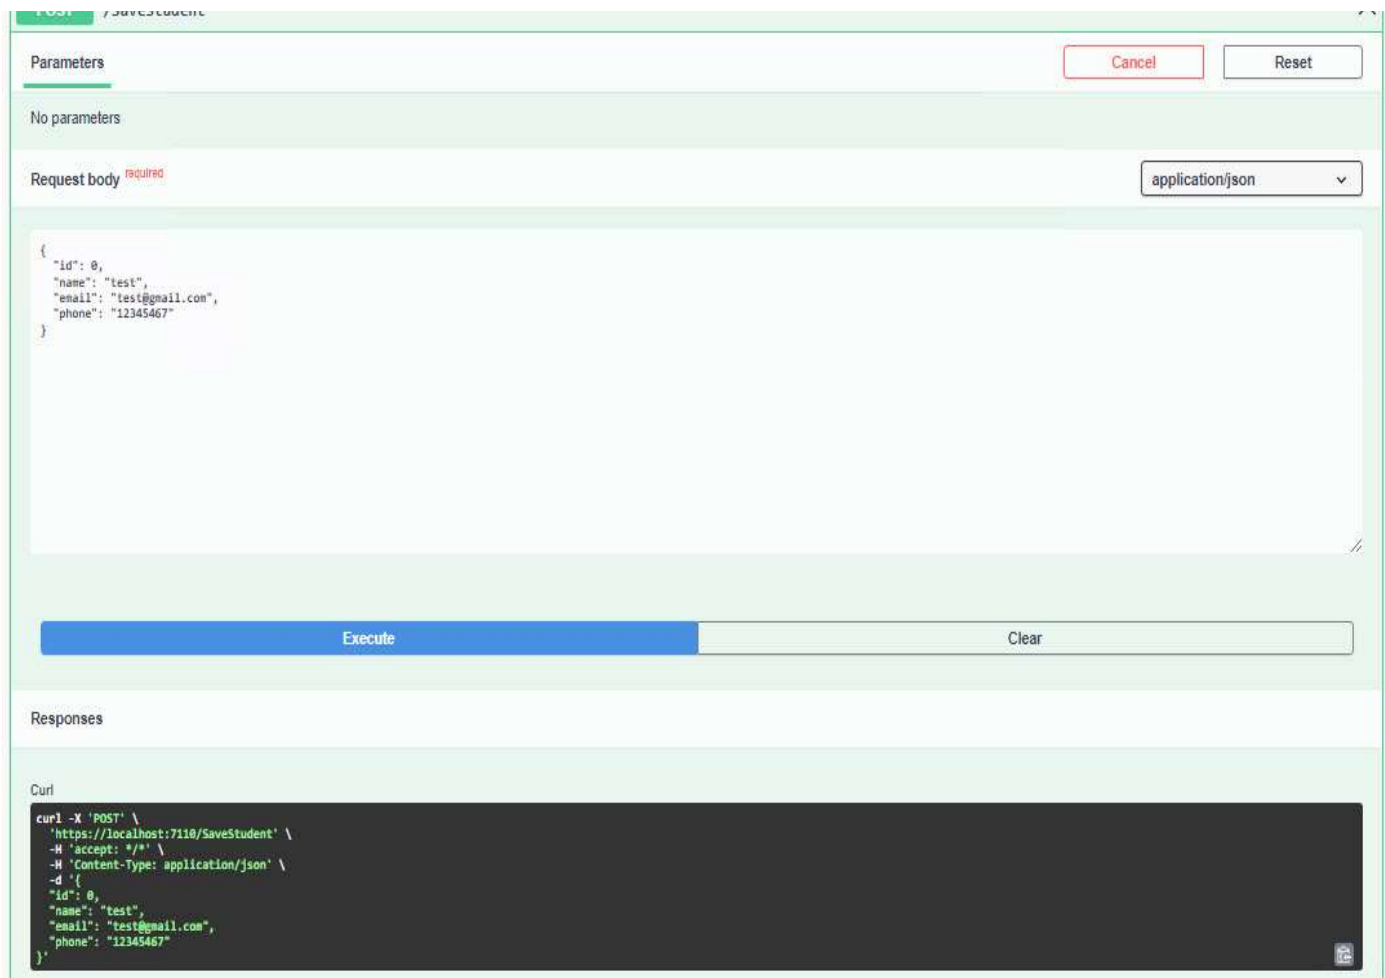 POST /SaveStudent
Parameters
Cancel
Reset
No parameters
Request body required
application/json
{
"id": 0,
"name": "test",
"email": "test@gmail.com",
"phone": "12345467"
}
Execute
Clear
Responses
Curl
curl -X 'POST' \
'https://localhost:7110/SaveStudent' \
-H 'accept: */*' \
-H 'Content-Type: application/json' \
-d '{
"id": 0,
"name": "test",
"email": "test@gmail.com",
"phone": "12345467"
}'